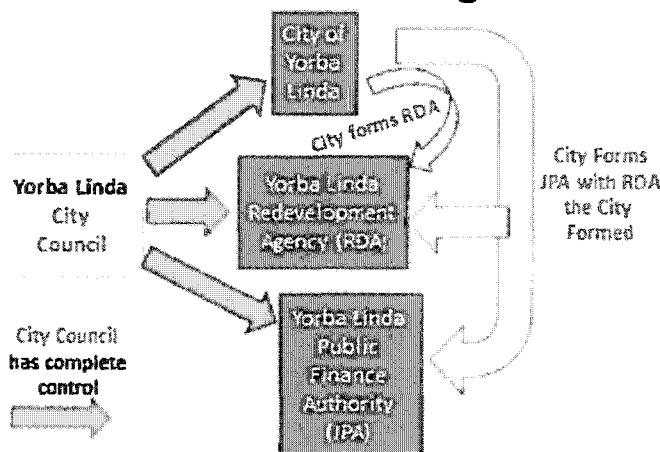 City of
Yorba
Linda
City forms RDA
Yorba Linda
City
Council
Yorba Linda
Redevelopment
Agency (RDA)
City Forms
JPA with RDA
the City
Formed
City Council
has complete
control
Yorba Linda
Public
Finance
Authority
(JPA)